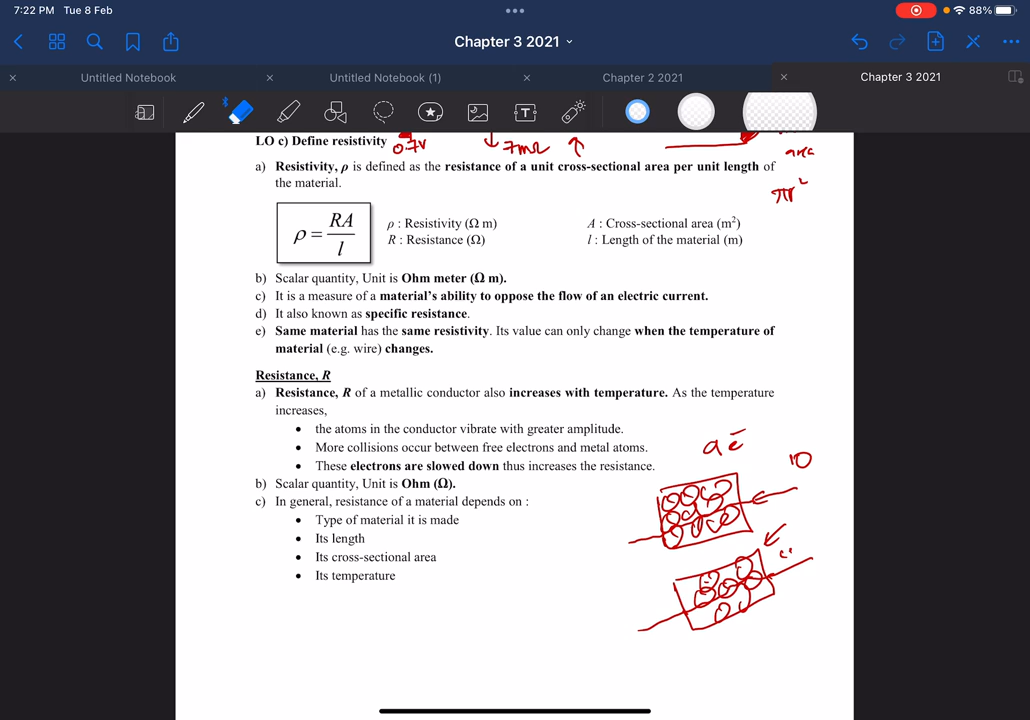 7:22 PM Tue 8 Feb
88%
Chapter 3 2021
Untitled Notebook
Untitled Notebook (1)
Chapter 2 2021
Chapter 3 2021
LO c) Define resistivity
0.7V
7mΩ
area
πr²
a) Resistivity, ρ is defined as the resistance of a unit cross-sectional area per unit length of
the material.
ρ = RA / l
ρ : Resistivity (Ω m)
A : Cross-sectional area (m²)
R : Resistance (Ω)
l : Length of the material (m)
b) Scalar quantity, Unit is Ohm meter (Ω m).
c) It is a measure of a material's ability to oppose the flow of an electric current.
d) It also known as specific resistance.
e) Same material has the same resistivity. Its value can only change when the temperature of
material (e.g. wire) changes.
Resistance, R
a) Resistance, R of a metallic conductor also increases with temperature. As the temperature
increases,
• the atoms in the conductor vibrate with greater amplitude.
• More collisions occur between free electrons and metal atoms.
• These electrons are slowed down thus increases the resistance.
b) Scalar quantity, Unit is Ohm (Ω).
c) In general, resistance of a material depends on :
• Type of material it is made
• Its length
• Its cross-sectional area
• Its temperature